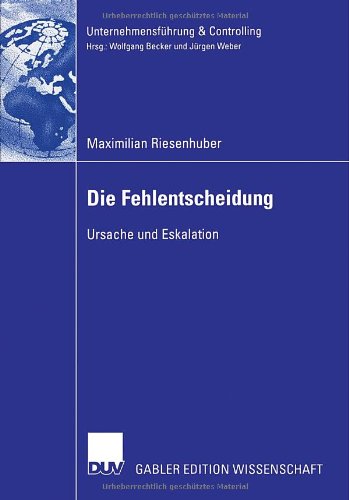 Urheberrechtlich geschütztes Material
Unternehmensführung & Controlling
Hrsg.: Wolfgang Becker und Jürgen Weber
Maximilian Riesenhuber
Die Fehlentscheidung
Ursache und Eskalation
DUV
GABLER EDITION WISSENSCHAFT
Urheberrechtlich geschütztes Material